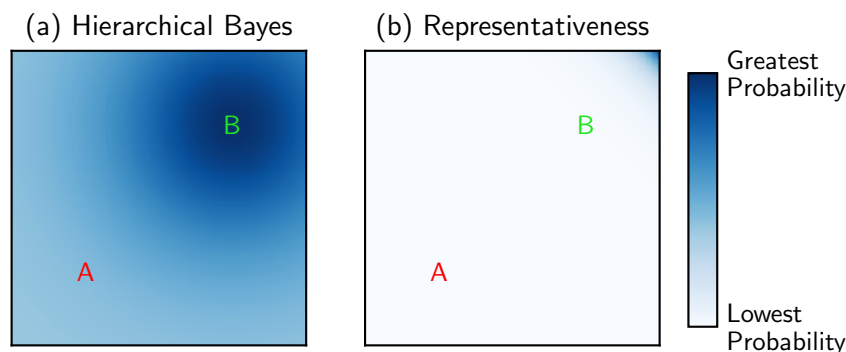 (a) Hierarchical Bayes
(b) Representativeness
B
A
B
A
Greatest
Probability
Lowest
Probability